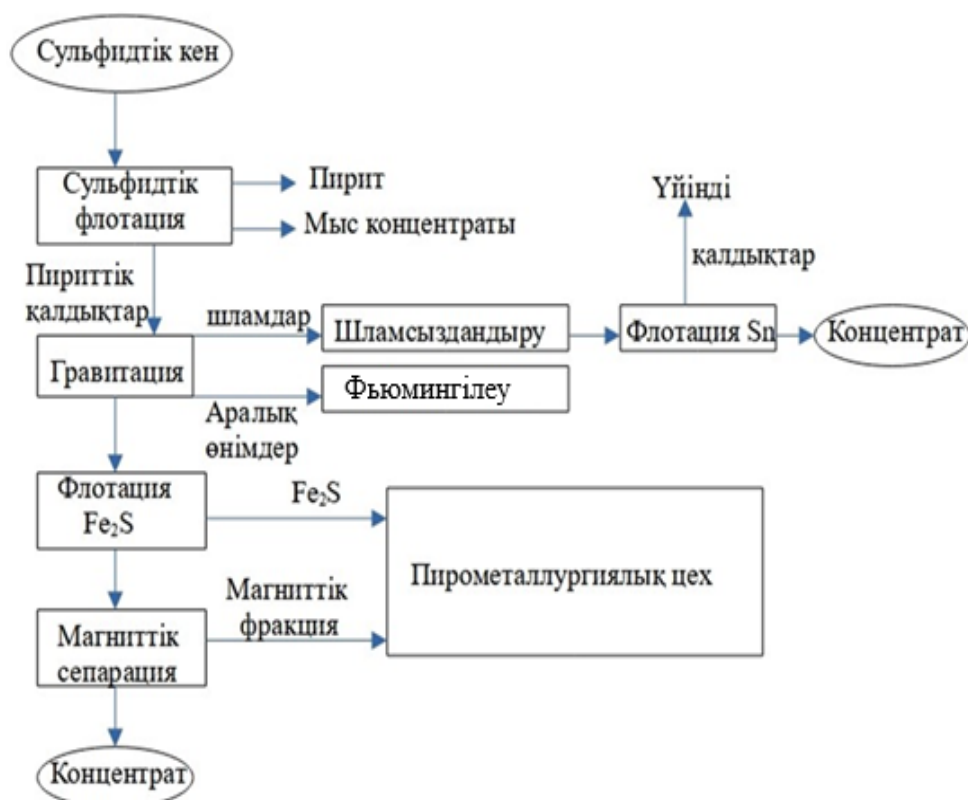 Сульфидтік кен
Сульфидтік
флотация
Пирит
Мыс концентраты
Үйінді
қалдықтар
Пириттік
қалдықтар
шламдар
Шламсыздандыру
Флотация Sn
Концентрат
Гравитация
Фьюмингілеу
Аралық
өнімдер
Флотация
Fe₂S
Fe₂S
Пирометаллургиялық цех
Магниттік
фракция
Магниттік
сепарация
Концентрат